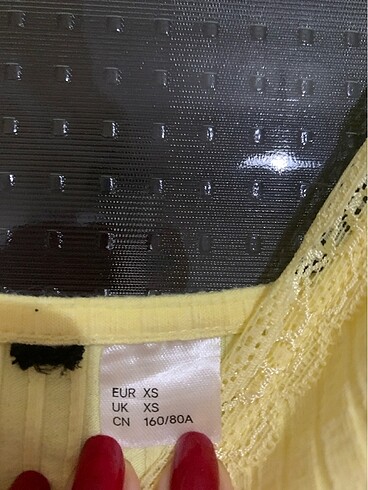 EUR XS
UK XS
CN 160/80A